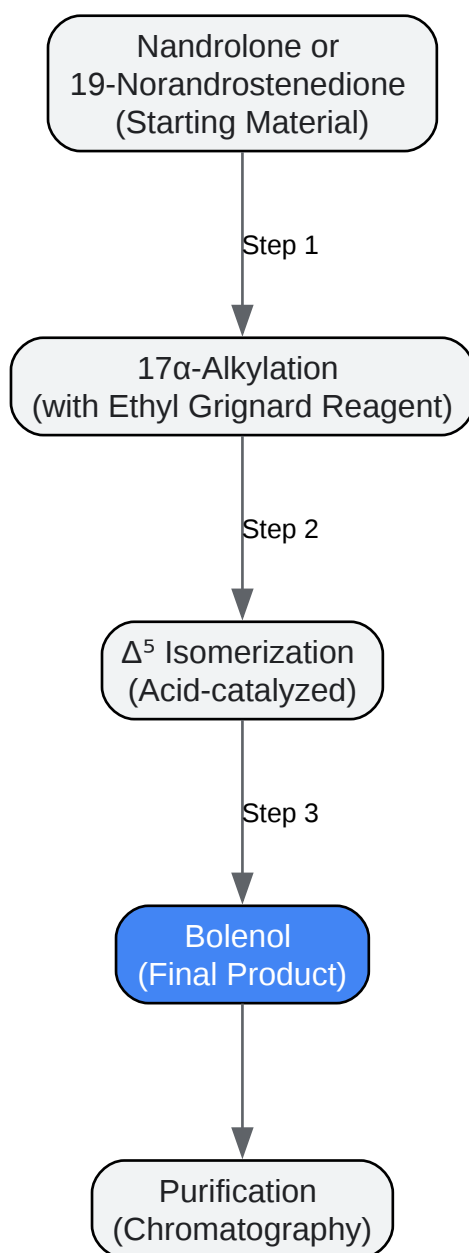 Nandrolone or
19-Norandrostenedione
(Starting Material)
Step 1
17α-Alkylation
(with Ethyl Grignard Reagent)
Step 2
Δ⁵ Isomerization
(Acid-catalyzed)
Step 3
Bolenol
(Final Product)
Purification
(Chromatography)